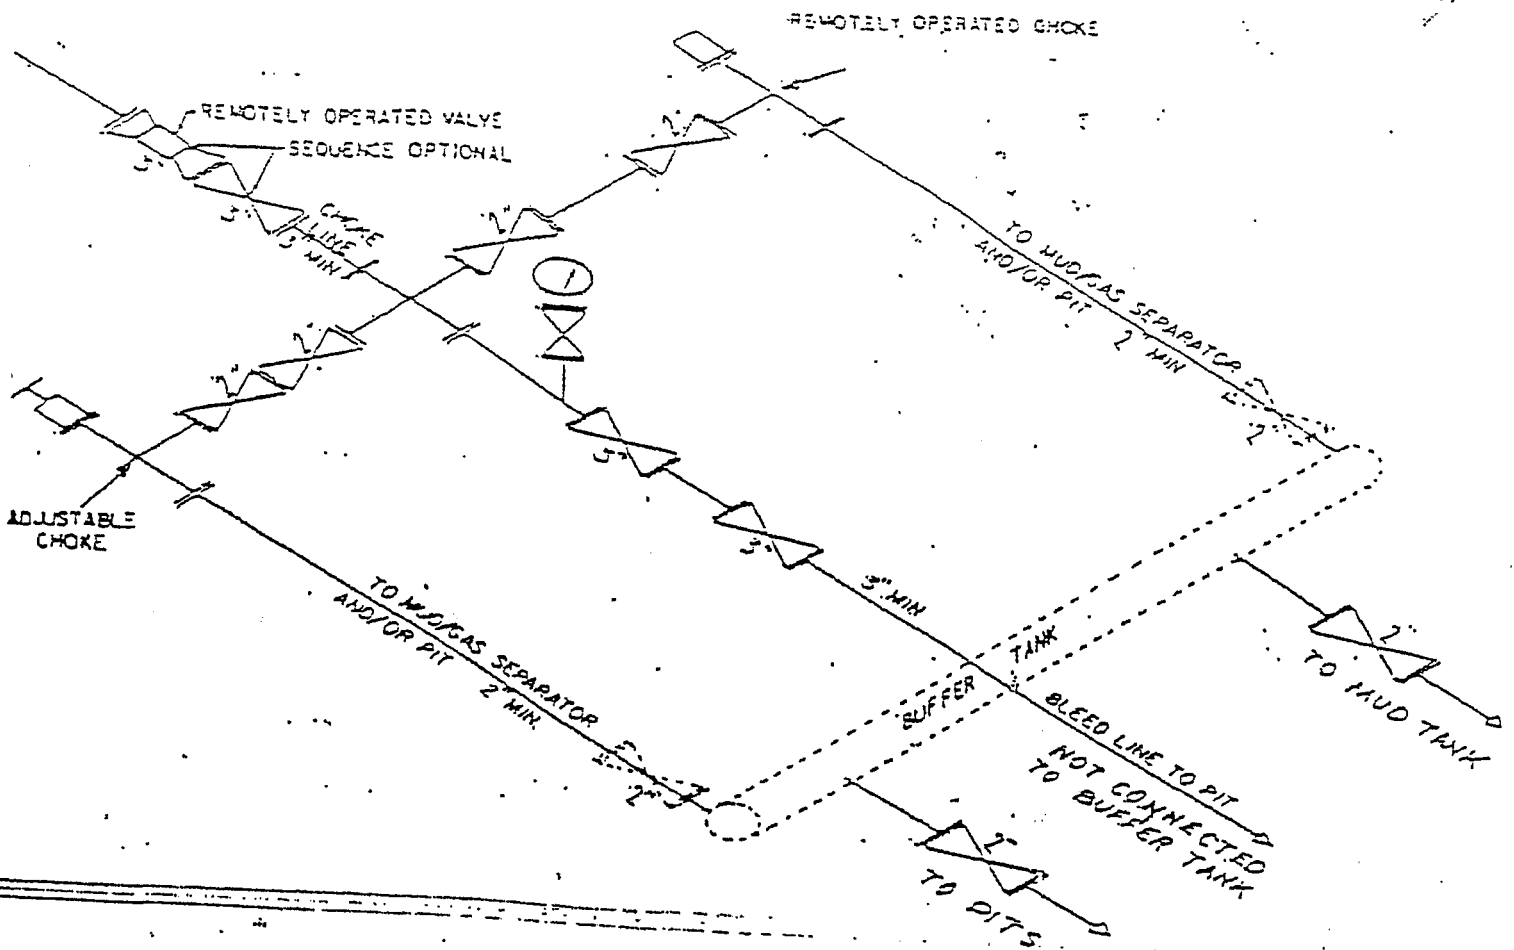 REMOTELY OPERATED CHOKE
REMOTELY OPERATED VALVE
SEQUENCE OPTIONAL
3"
3"
CHOKE
LINE
3" MIN
2"
2"
2"
2"
ADJUSTABLE
CHOKE
3"
3"
3" MIN
TO MUD/GAS SEPARATOR
AND/OR PIT 2" MIN
2"
TO MUD/GAS SEPARATOR
AND/OR PIT 2" MIN.
2"
BUFFER TANK
2"
TO MUD TANK
BLEED LINE TO PIT
NOT CONNECTED
TO BUFFER TANK
2"
TO PITS